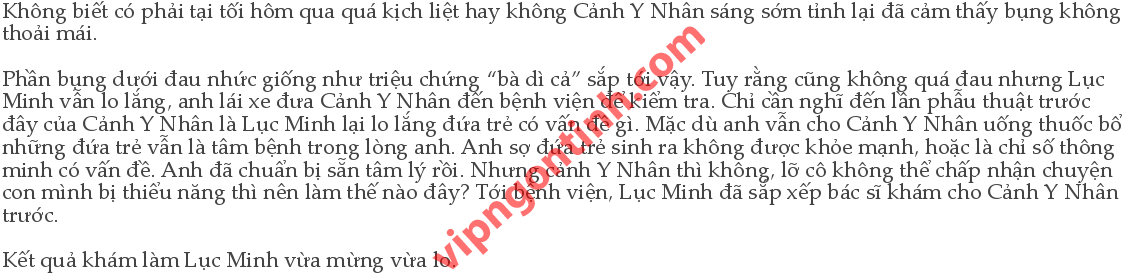 Không biết có phải tại tối hôm qua quá kịch liệt hay không Cảnh Y Nhân sáng sớm tỉnh lại đã cảm thấy bụng không
thoải mái.
Phần bụng dưới đau nhức giống như triệu chứng “bà dì cả” sắp tới vậy. Tuy rằng cũng không quá đau nhưng Lục
Minh vẫn lo lắng, anh lái xe đưa Cảnh Y Nhân đến bệnh viện để kiểm tra. Chỉ cần nghĩ đến lần phẫu thuật trước
đây của Cảnh Y Nhân là Lục Minh lại lo lắng đứa trẻ có vấn đề gì. Mặc dù anh vẫn cho Cảnh Y Nhân uống thuốc bổ
những đứa trẻ vẫn là tâm bệnh trong lòng anh. Anh sợ đứa trẻ sinh ra không được khỏe mạnh, hoặc là chỉ số thông
minh có vấn đề. Anh đã chuẩn bị sẵn tâm lý rồi. Nhưng cảnh Y Nhân thì không, lỡ cô không thể chấp nhận chuyện
con mình bị thiểu năng thì nên làm thế nào đây? Tới bệnh viện, Lục Minh đã sắp xếp bác sĩ khám cho Cảnh Y Nhân
trước.
Kết quả khám làm Lục Minh vừa mừng vừa lo.
vipngontinh.com